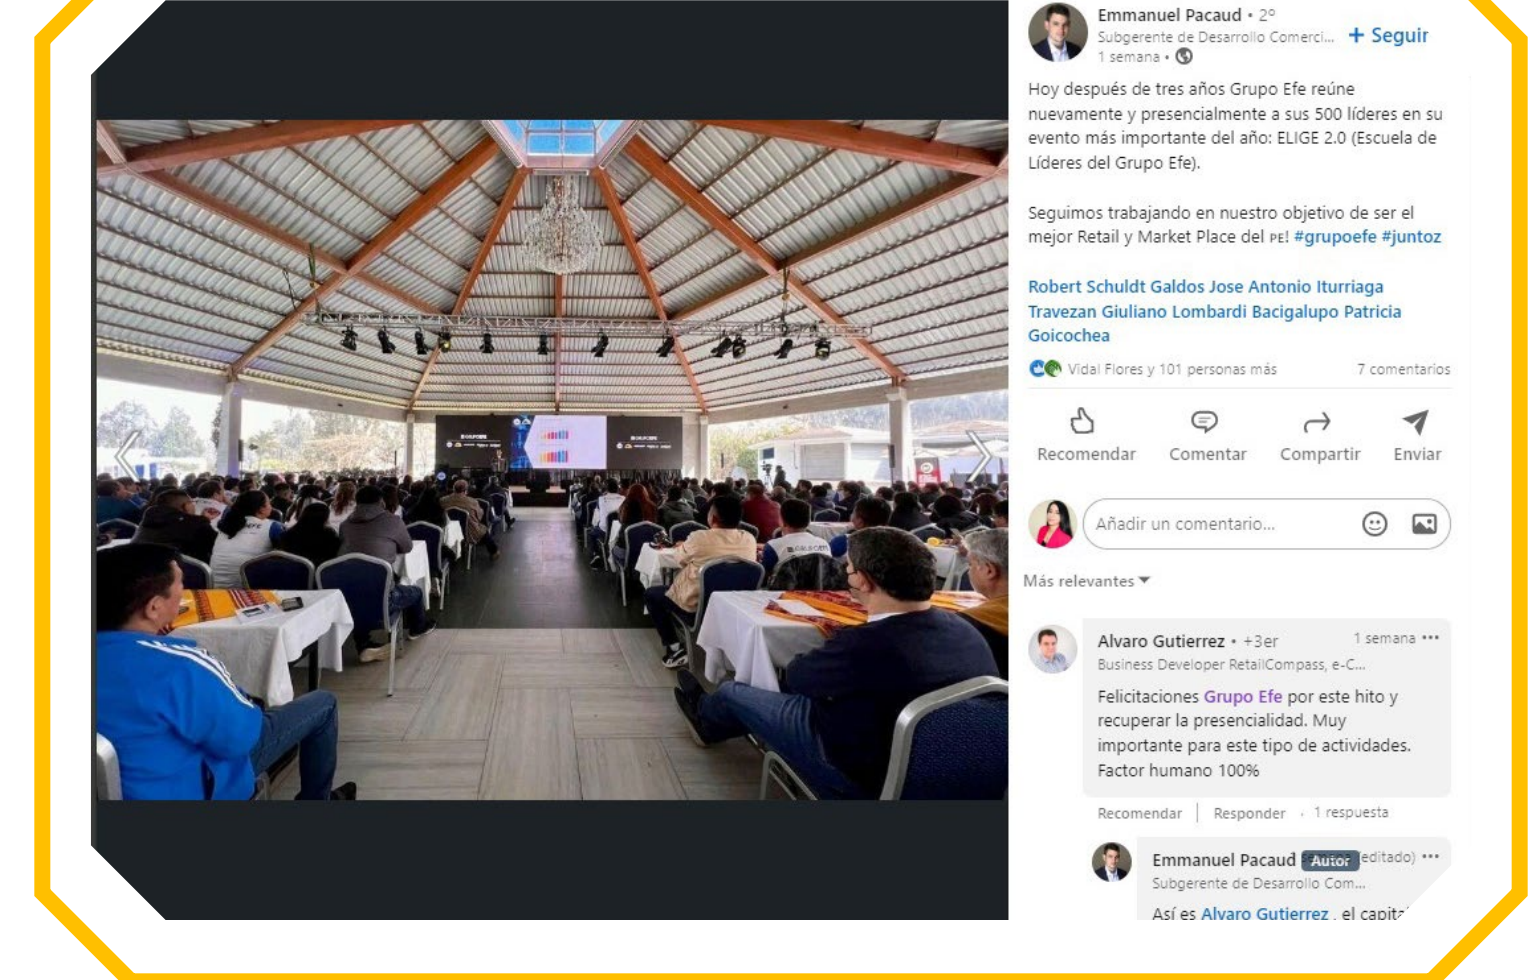 Emmanuel Pacaud • 2º
Subgerente de Desarrollo Comerci...
+ Seguir
1 semana •
Hoy después de tres años Grupo Efe reúne
nuevamente y presencialmente a sus 500 líderes en su
evento más importante del año: ELIGE 2.0 (Escuela de
Líderes del Grupo Efe).
Seguimos trabajando en nuestro objetivo de ser el
mejor Retail y Market Place del PE! #grupoefe #juntoz
Robert Schuldt Galdos Jose Antonio Iturriaga
Travezan Giuliano Lombardi Bacigalupo Patricia
Goicochea
Vidal Flores y 101 personas más
7 comentarios
Recomendar Comentar Compartir Enviar
Añadir un comentario...
Más relevantes
Alvaro Gutierrez • +3er
1 semana •••
Business Developer RetailCompass, e-C...
Felicitaciones Grupo Efe por este hito y
recuperar la presencialidad. Muy
importante para este tipo de actividades.
Factor humano 100%
Recomendar | Responder · 1 respuesta
Emmanuel Pacaud Autor (editado) •••
Subgerente de Desarrollo Com...
Así es Alvaro Gutierrez , el capita